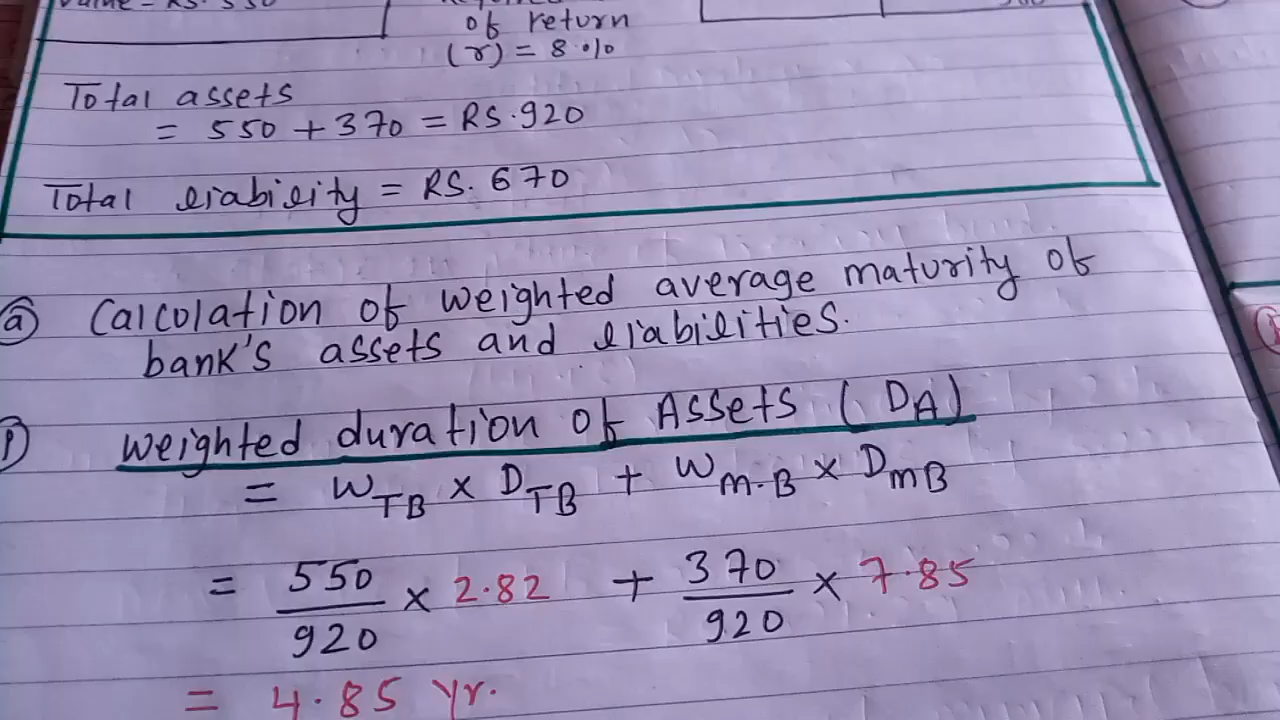 of return
(r) = 8%
Total assets
= 550 + 370 = RS. 920
Total liability = RS. 670
(a) Calcolation of weighted average maturity of
bank's assets and liabilities.
weighted duration of Assets (DA)
= WTB × DTB + WM.B × DMB
= 550/920 × 2.82 + 370/920 × 7.85
= 4.85 yr.